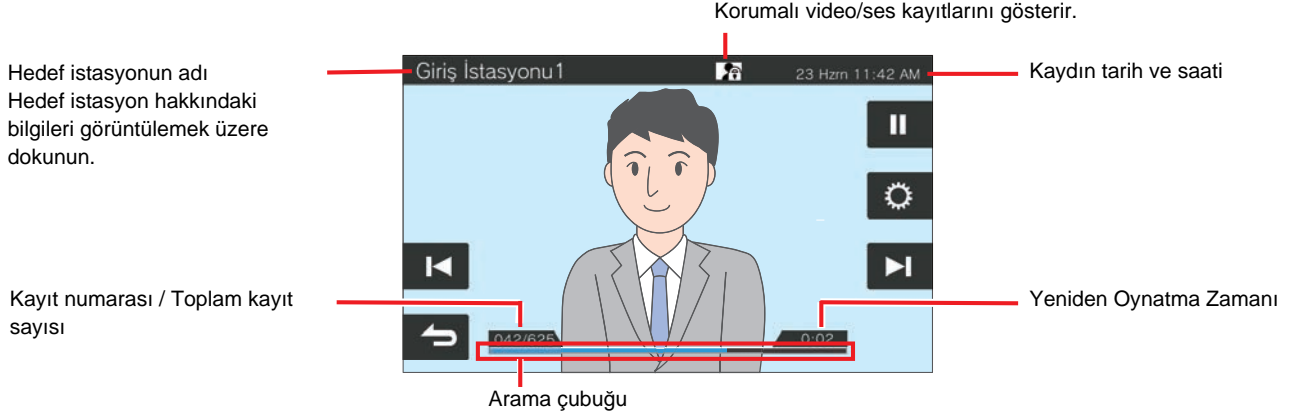 Korumalı video/ses kayıtlarını gösterir.
Hedef istasyonun adı
Hedef istasyon hakkındaki
bilgileri görüntülemek üzere
dokunun.
Giriş İstasyonu1
23 Hzrn 11:42 AM
Kaydın tarih ve saati
Kayıt numarası / Toplam kayıt
sayısı
042/625
0:02
Yeniden Oynatma Zamanı
Arama çubuğu